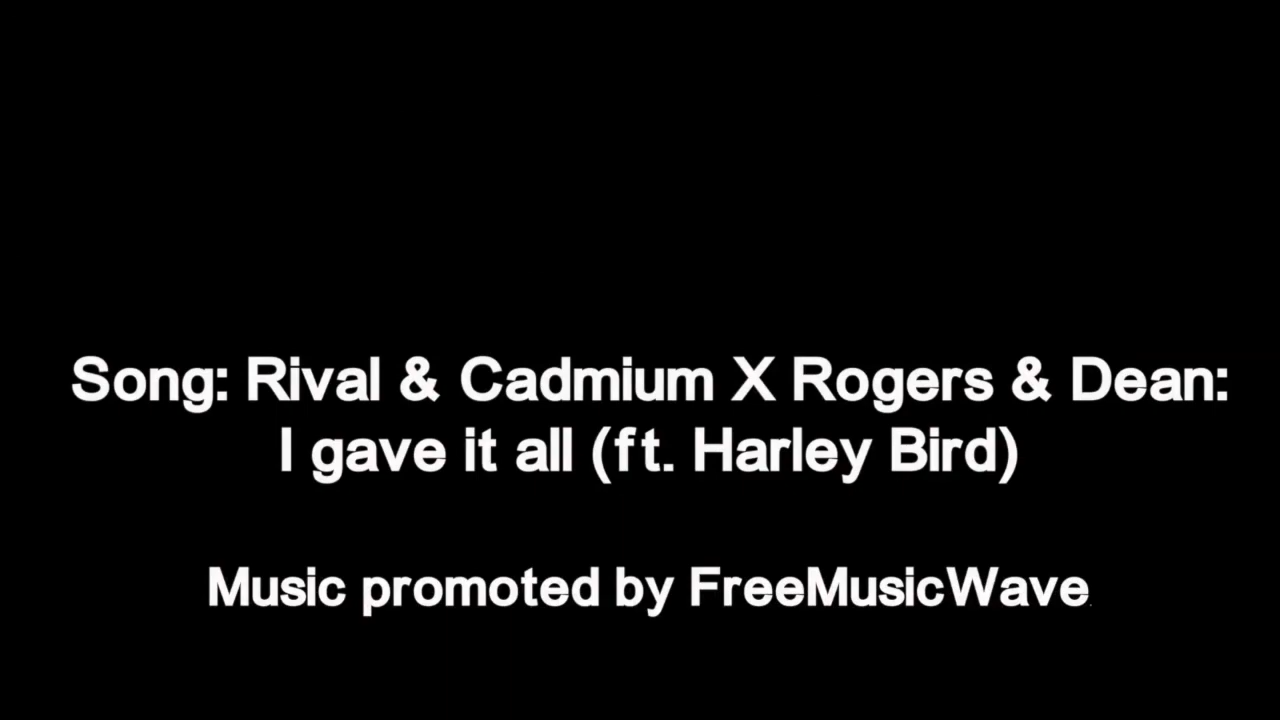 Song: Rival & Cadmium X Rogers & Dean:
I gave it all (ft. Harley Bird)
Music promoted by FreeMusicWave.